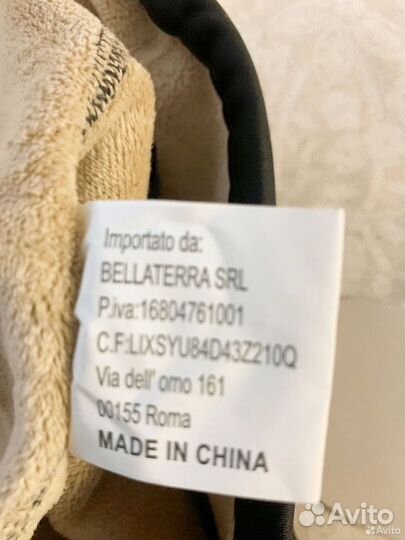 Importato da:
BELLATERRA SRL
P.iva:16804761001
C.F:LIXSYU84D43Z210Q
Via dell' omo 161
00155 Roma
MADE IN CHINA
Avito